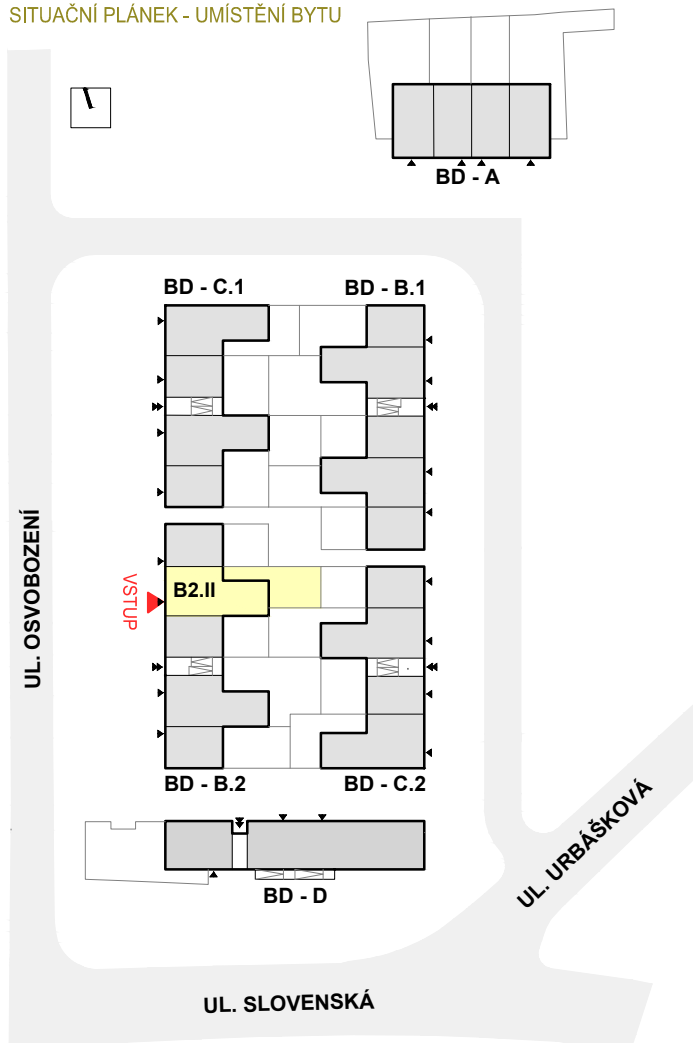 SITUAČNÍ PLÁNEK - UMÍSTĚNÍ BYTU
BD - A
BD - C.1
BD - B.1
UL. OSVOBOZENÍ
VSTUP
B2.II
BD - B.2
BD - C.2
BD - D
UL. URBÁŠKOVÁ
UL. SLOVENSKÁ